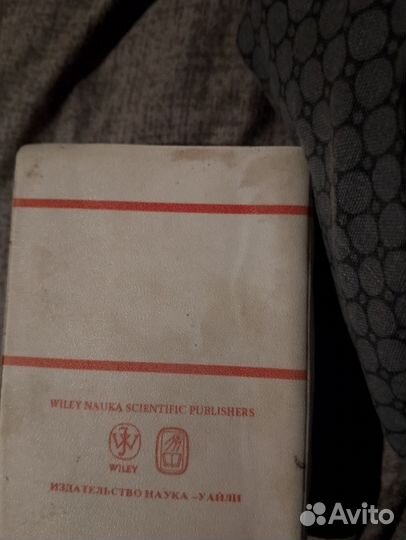 WILEY NAUKA SCIENTIFIC PUBLISHERS
WILEY
ИЗДАТЕЛЬСТВО НАУКА –УАЙЛИ
Avito